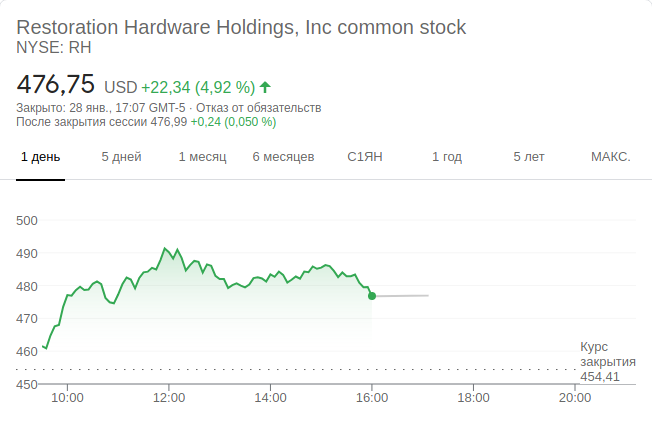 Restoration Hardware Holdings, Inc common stock
NYSE: RH
476,75 USD +22,34 (4,92 %)
Закрыто: 28 янв., 17:07 GMT-5 · Отказ от обязательств
После закрытия сессии 476,99 +0,24 (0,050 %)
1 день 5 дней 1 месяц 6 месяцев С1ЯН 1 год 5 лет МАКС.
500
490
480
470
460
Курс
закрытия
454,41
450
10:00 12:00 14:00 16:00 18:00 20:00